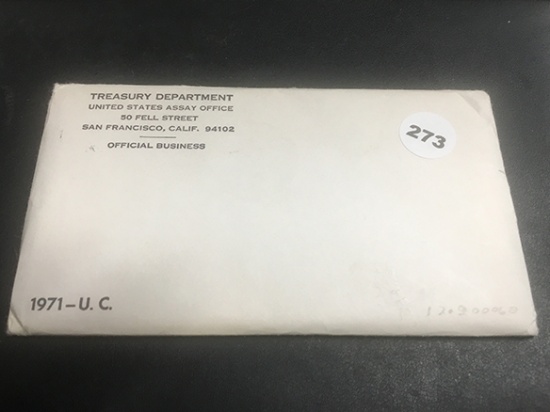 TREASURY DEPARTMENT
UNITED STATES ASSAY OFFICE
50 FELL STREET
SAN FRANCISCO, CALIF. 94102
OFFICIAL BUSINESS
273
1971-U. C.